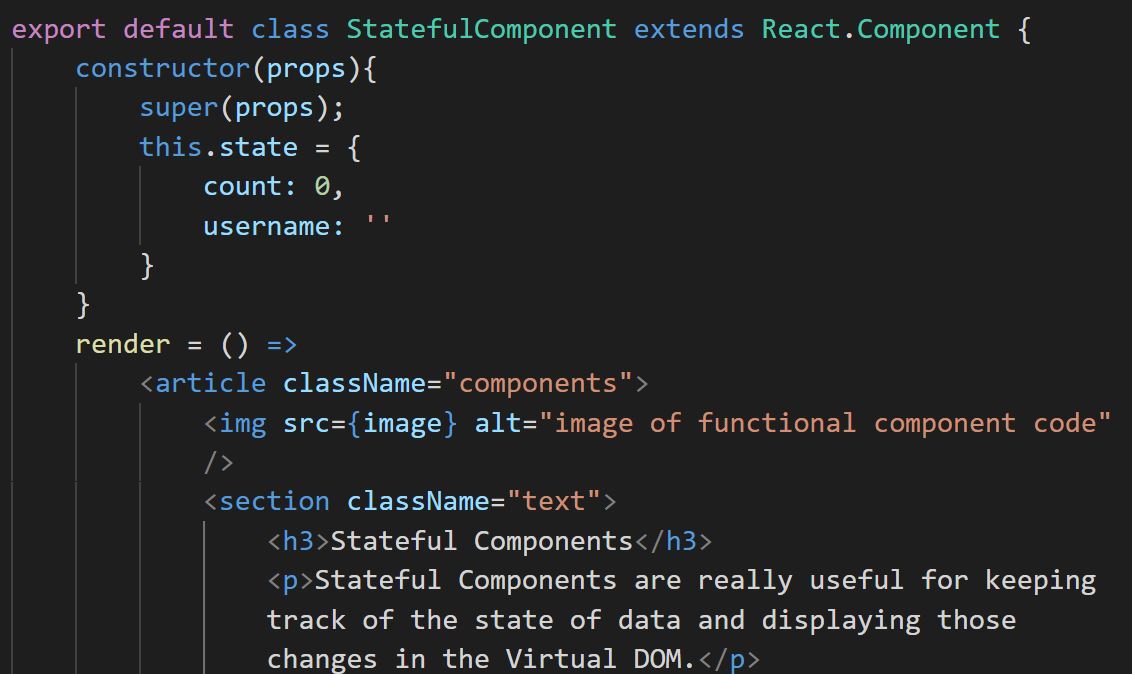 export default class StatefulComponent extends React.Component {
    constructor(props){
        super(props);
        this.state = {
            count: 0,
            username: ''
        }
    }
    render = () =>
        <article className="components">
            <img src={image} alt="image of functional component code"
            />
            <section className="text">
                <h3>Stateful Components</h3>
                <p>Stateful Components are really useful for keeping
                track of the state of data and displaying those
                changes in the Virtual DOM.</p>